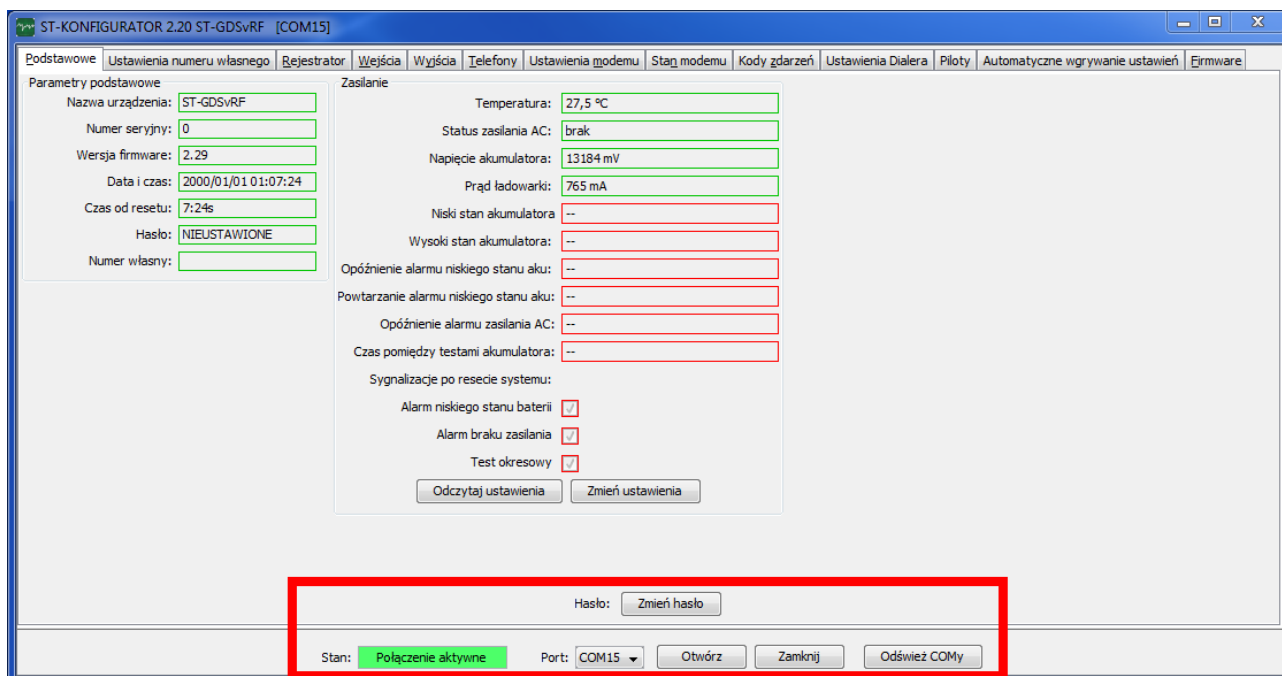 ST-KONFIGURATOR 2.20 ST-GDSvRF [COM15]
Podstawowe Ustawienia numeru własnego Rejestrator Wejścia Wyjścia Telefony Ustawienia modemu Stan modemu Kody zdarzeń Ustawienia Dialera Piloty Automatyczne wgrywanie ustawień Firmware
Parametry podstawowe
Nazwa urządzenia: ST-GDSvRF
Numer seryjny: 0
Wersja firmware: 2.29
Data i czas: 2000/01/01 01:07:24
Czas od resetu: 7:24s
Hasło: NIEUSTAWIONE
Numer własny:
Zasilanie
Temperatura: 27,5 ºC
Status zasilania AC: brak
Napięcie akumulatora: 13184 mV
Prąd ładowarki: 765 mA
Niski stan akumulatora --
Wysoki stan akumulatora: --
Opóźnienie alarmu niskiego stanu aku: --
Powtarzanie alarmu niskiego stanu aku: --
Opóźnienie alarmu zasilania AC: --
Czas pomiędzy testami akumulatora: --
Sygnalizacje po resecie systemu:
Alarm niskiego stanu baterii
Alarm braku zasilania
Test okresowy
Odczytaj ustawienia Zmień ustawienia
Hasło: Zmień hasło
Stan: Połączenie aktywne Port: COM15 Otwórz Zamknij Odśwież COMy